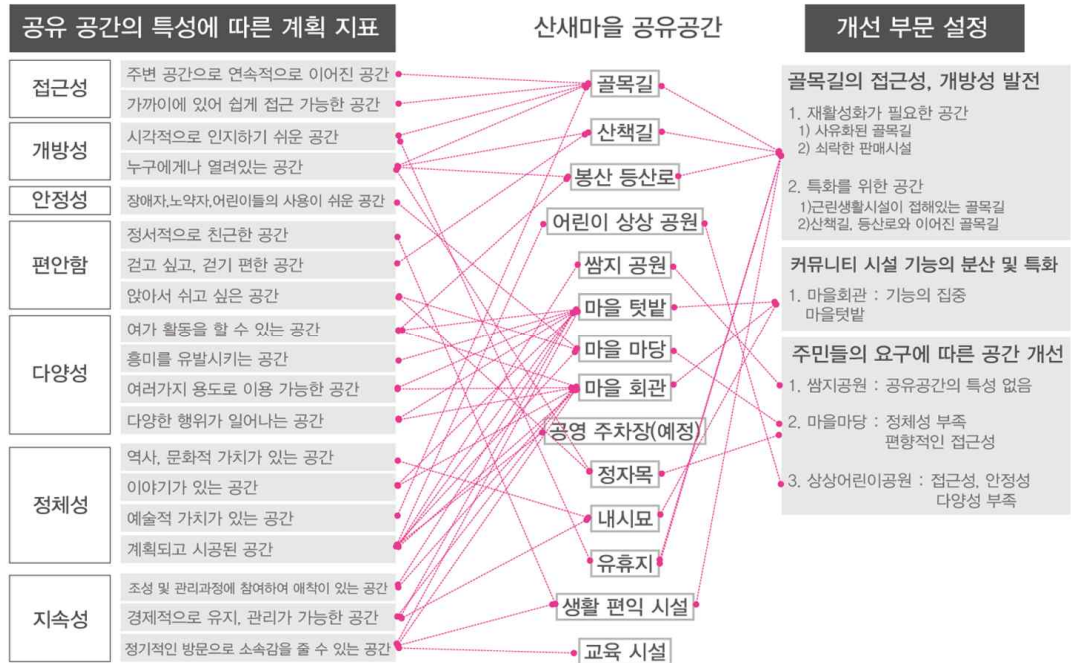 공유 공간의 특성에 따른 계획 지표
접근성
주변 공간으로 연속적으로 이어진 공간
가까이에 있어 쉽게 접근 가능한 공간
개방성
시각적으로 인지하기 쉬운 공간
누구에게나 열려있는 공간
안정성
장애자,노약자,어린이들의 사용이 쉬운 공간
편안함
정서적으로 친근한 공간
걷고 싶고, 걷기 편한 공간
앉아서 쉬고 싶은 공간
다양성
여가 활동을 할 수 있는 공간
흥미를 유발시키는 공간
여러가지 용도로 이용 가능한 공간
다양한 행위가 일어나는 공간
정체성
역사, 문화적 가치가 있는 공간
이야기가 있는 공간
예술적 가치가 있는 공간
계획되고 시공된 공간
지속성
조성 및 관리과정에 참여하여 애착이 있는 공간
경제적으로 유지, 관리가 가능한 공간
정기적인 방문으로 소속감을 줄 수 있는 공간
산새마을 공유공간
골목길
산책길
봉산 등산로
어린이 상상 공원
쌈지 공원
마을 텃밭
마을 마당
마을 회관
공영 주차장(예정)
정자목
내시묘
유휴지
생활 편익 시설
교육 시설
개선 부문 설정
골목길의 접근성, 개방성 발전
1. 재활성화가 필요한 공간
1) 사유화된 골목길
2) 쇠락한 판매시설
2. 특화를 위한 공간
1)근린생활시설이 접해있는 골목길
2)산책길, 등산로와 이어진 골목길
커뮤니티 시설 기능의 분산 및 특화
1. 마을회관 : 기능의 집중
마을텃밭
주민들의 요구에 따른 공간 개선
1. 쌈지공원 : 공유공간의 특성 없음
2. 마을마당 : 정체성 부족
편향적인 접근성
3. 상상어린이공원 : 접근성, 안정성
다양성 부족